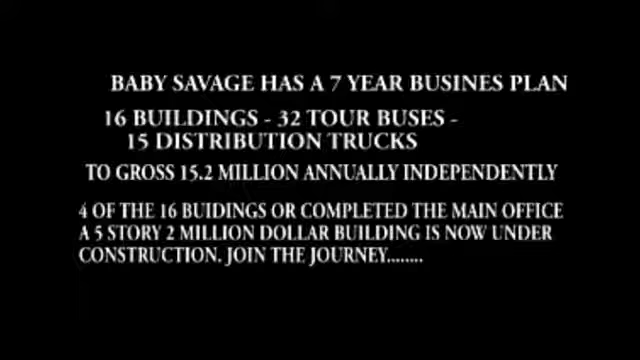 BABY SAVAGE HAS A 7 YEAR BUSINES PLAN
16 BUILDINGS - 32 TOUR BUSES -
15 DISTRIBUTION TRUCKS
TO GROSS 15.2 MILLION ANNUALLY INDEPENDENTLY
4 OF THE 16 BUIDINGS OR COMPLETED THE MAIN OFFICE
A 5 STORY 2 MILLION DOLLAR BUILDING IS NOW UNDER
CONSTRUCTION. JOIN THE JOURNEY........